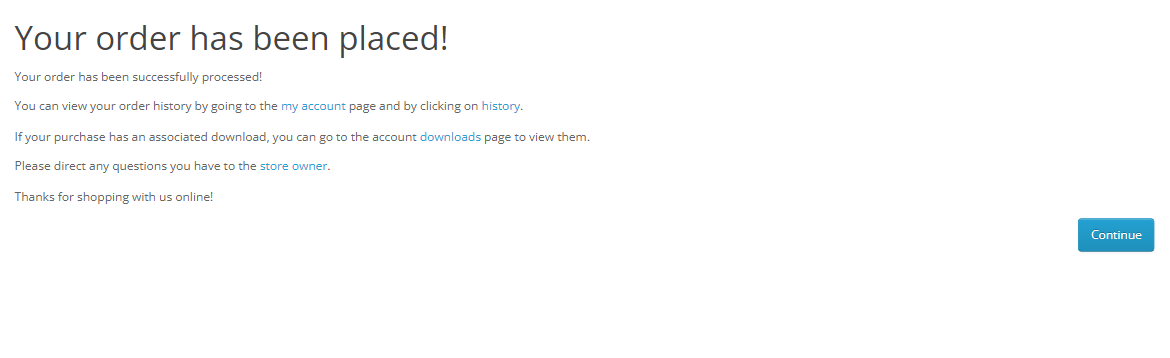 Your order has been placed!
Your order has been successfully processed!
You can view your order history by going to the my account page and by clicking on history.
If your purchase has an associated download, you can go to the account downloads page to view them.
Please direct any questions you have to the store owner.
Thanks for shopping with us online!
Continue